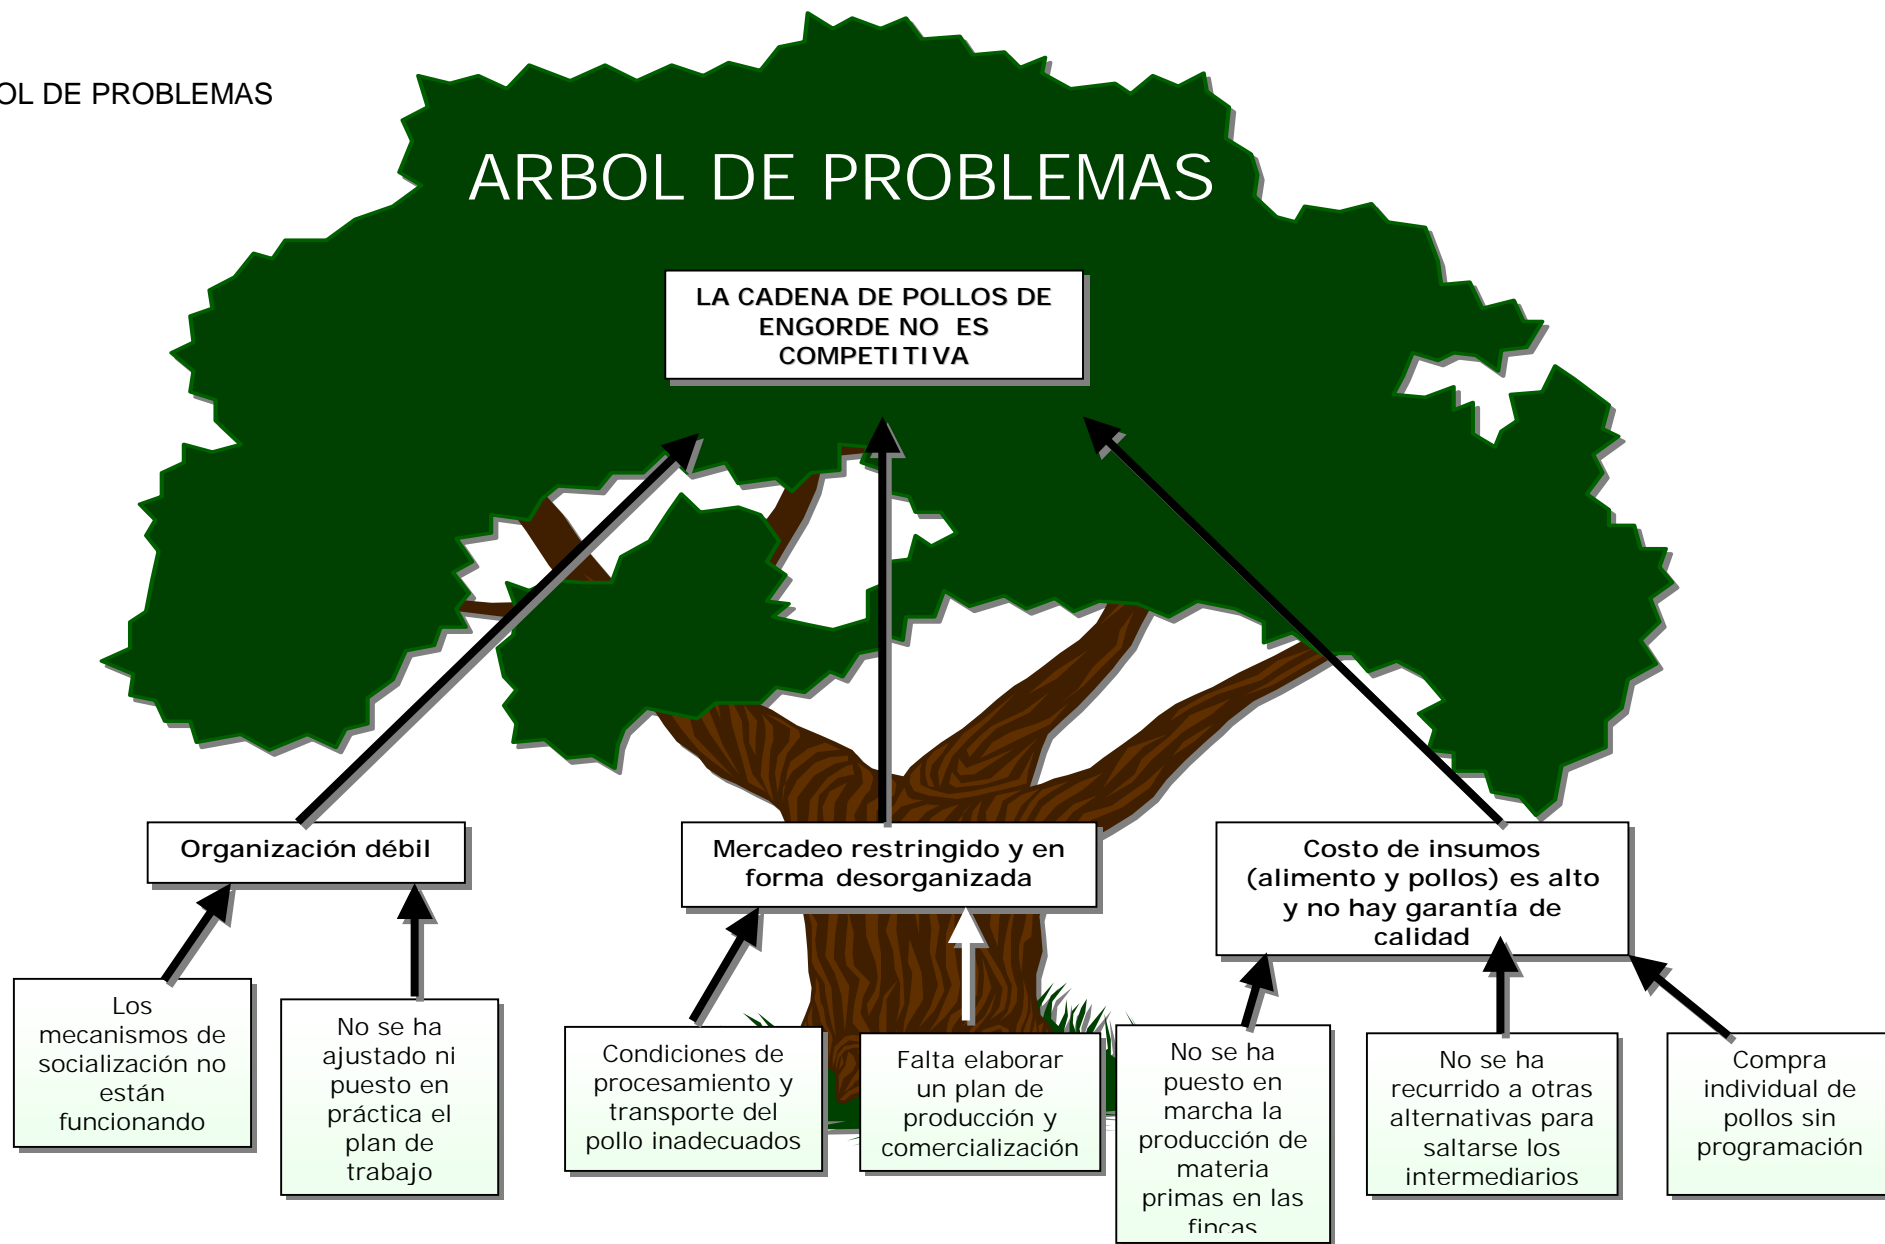 OL DE PROBLEMAS
ARBOL DE PROBLEMAS
LA CADENA DE POLLOS DE
ENGORDE NO ES
COMPETITIVA
Organización débil
Mercadeo restringido y en
forma desorganizada
Costo de insumos
(alimento y pollos) es alto
y no hay garantía de
calidad
Los
mecanismos de
socialización no
están
funcionando
No se ha
ajustado ni
puesto en
práctica el
plan de
trabajo
Condiciones de
procesamiento y
transporte del
pollo inadecuados
Falta elaborar
un plan de
producción y
comercialización
No se ha
puesto en
marcha la
producción de
materia
primas en las
fincas
No se ha
recurrido a otras
alternativas para
saltarse los
intermediarios
Compra
individual de
pollos sin
programación